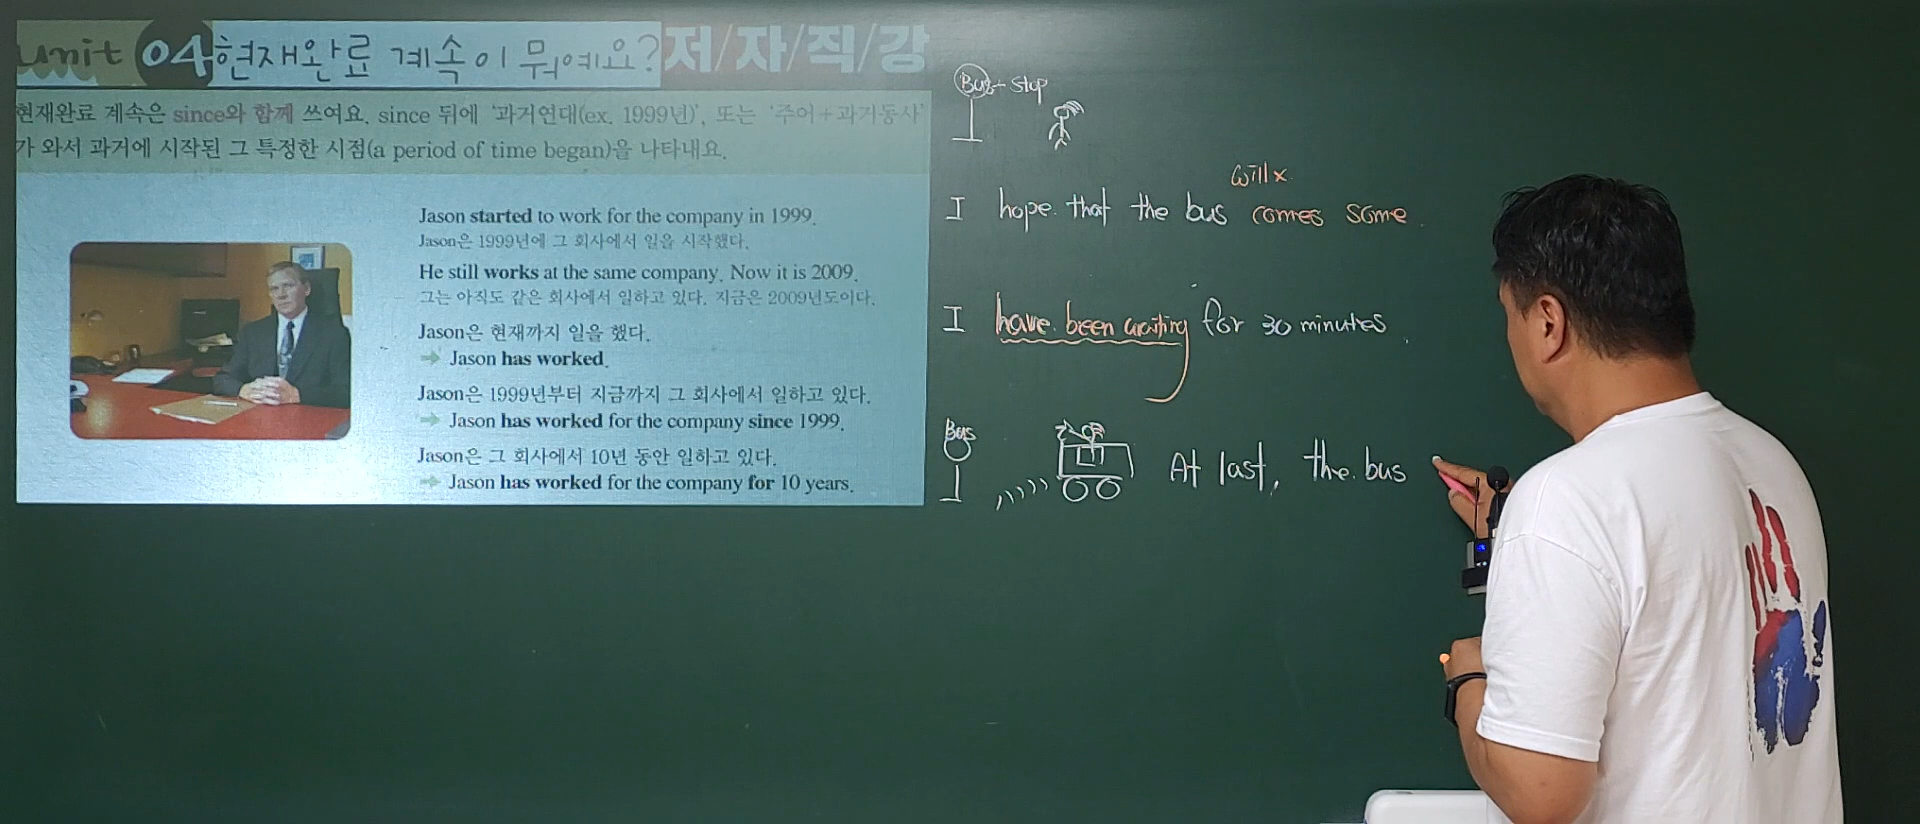 unit 04 현재완료 계속이 뭐예요? 저/자/직/강
현재완료 계속은 since와 함께 쓰여요. since 뒤에 '과거연대(ex. 1999년)', 또는 '주어+과거동사'
가 와서 과거에 시작된 그 특정한 시점(a period of time began)을 나타내요.
Jason started to work for the company in 1999.
Jason은 1999년에 그 회사에서 일을 시작했다.
He still works at the same company. Now it is 2009.
그는 아직도 같은 회사에서 일하고 있다. 지금은 2009년도이다.
Jason은 현재까지 일을 했다.
→ Jason has worked.
Jason은 1999년부터 지금까지 그 회사에서 일하고 있다.
→ Jason has worked for the company since 1999.
Jason은 그 회사에서 10년 동안 일하고 있다.
→ Jason has worked for the company for 10 years.
Bus-Stop
will x
I hope that the bus comes some
I have been waiting for 30 minutes.
Bus
At last, the bus